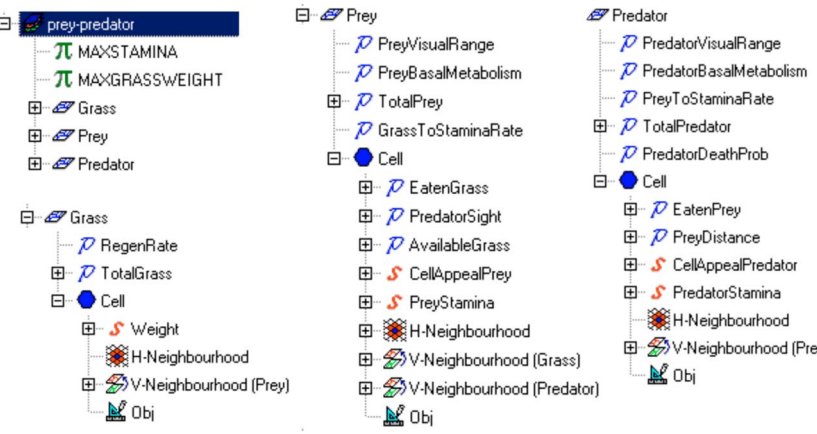 prey-predator
π MAXSTAMINA
π MAXGRASSWEIGHT
Grass
Prey
Predator
Grass
p RegenRate
p TotalGrass
Cell
S Weight
H-Neighbourhood
V-Neighbourhood (Prey)
Obj
Prey
p PreyVisualRange
p PreyBasalMetabolism
p TotalPrey
p GrassToStaminaRate
Cell
p EatenGrass
p PredatorSight
p AvailableGrass
S CellAppealPrey
S PreyStamina
H-Neighbourhood
V-Neighbourhood (Grass)
V-Neighbourhood (Predator)
Obj
Predator
p PredatorVisualRange
p PredatorBasalMetabolism
p PreyToStaminaRate
p TotalPredator
p PredatorDeathProb
Cell
p EatenPrey
p PreyDistance
S CellAppealPredator
S PredatorStamina
H-Neighbourhood
V-Neighbourhood (Pre
Obj